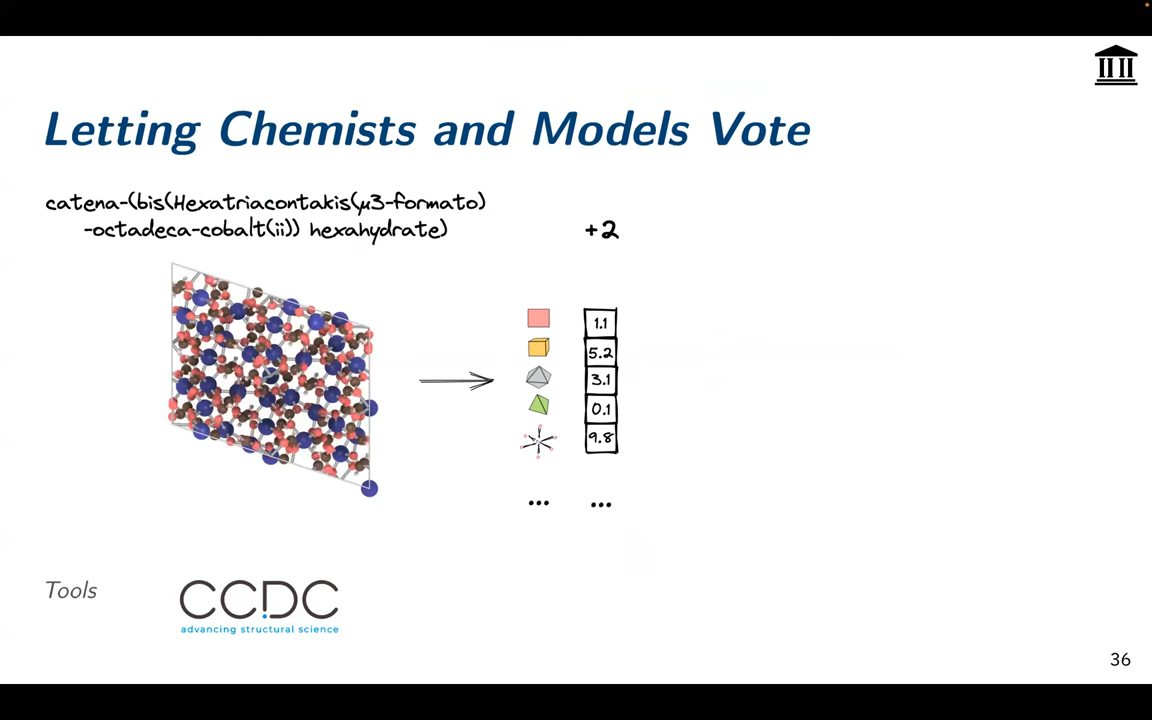 Letting Chemists and Models Vote
catena-(bis(Hexatriacontakis(μ3-formato)
-octadeca-cobalt(ii)) hexahydrate)
+2
1.1
5.2
3.1
0.1
9.8
... ...
Tools
CCDC
advancing structural science
36